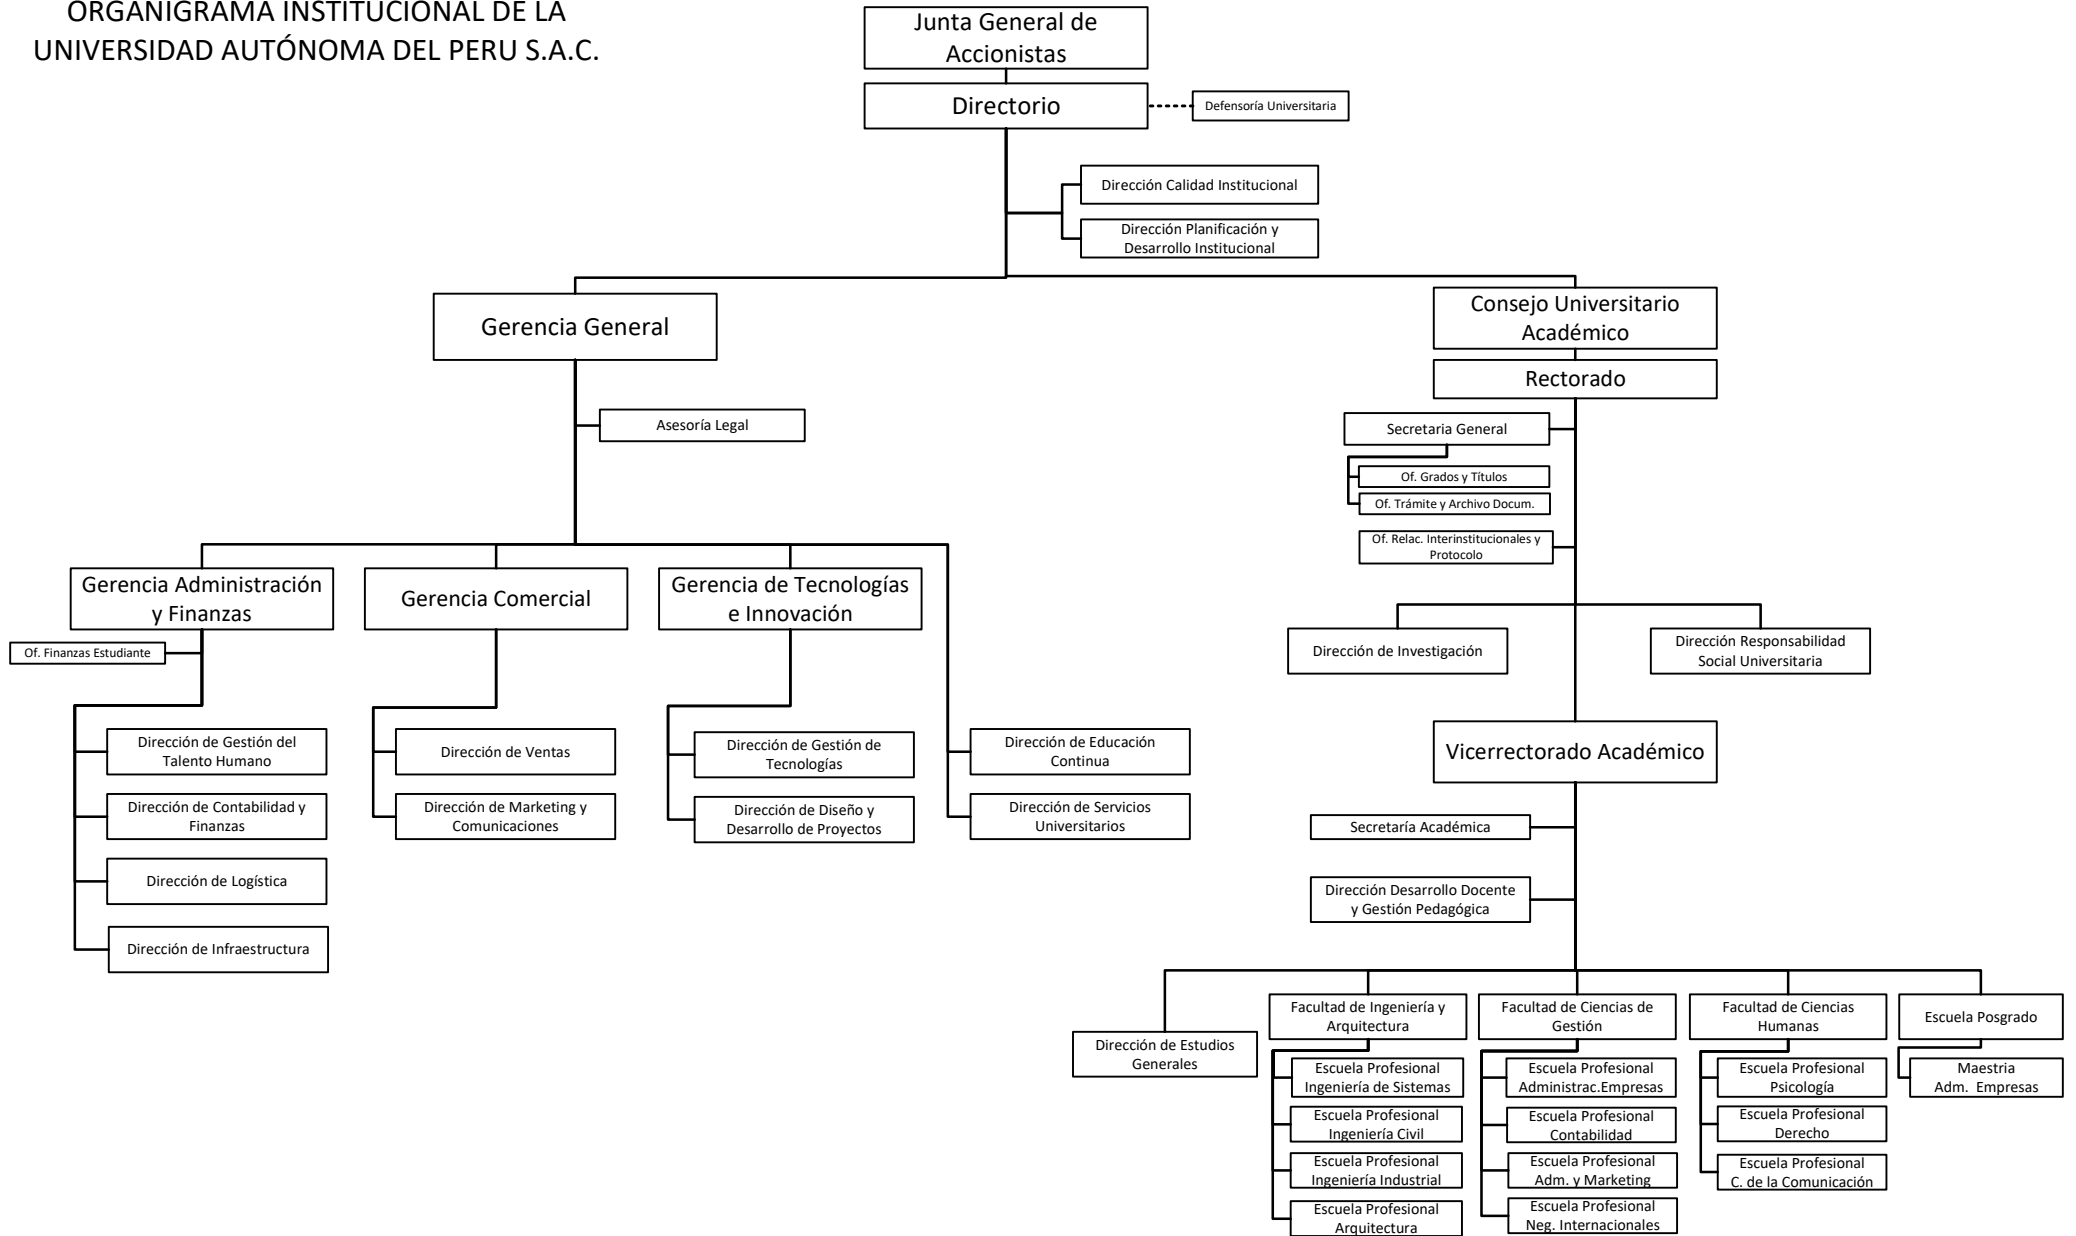 ORGANIGRAMA INSTITUCIONAL DE LA
UNIVERSIDAD AUTÓNOMA DEL PERU S.A.C.
Junta General de
Accionistas
Directorio
Defensoría Universitaria
Dirección Calidad Institucional
Dirección Planificación y
Desarrollo Institucional
Gerencia General
Consejo Universitario
Académico
Rectorado
Asesoría Legal
Secretaria General
Of. Grados y Títulos
Of. Trámite y Archivo Docum.
Of. Relac. Interinstitucionales y
Protocolo
Gerencia Administración
y Finanzas
Gerencia Comercial
Gerencia de Tecnologías
e Innovación
Of. Finanzas Estudiante
Dirección de Investigación
Dirección Responsabilidad
Social Universitaria
Dirección de Gestión del
Talento Humano
Dirección de Contabilidad y
Finanzas
Dirección de Logística
Dirección de Infraestructura
Dirección de Ventas
Dirección de Marketing y
Comunicaciones
Dirección de Gestión de
Tecnologías
Dirección de Diseño y
Desarrollo de Proyectos
Dirección de Educación
Continua
Dirección de Servicios
Universitarios
Vicerrectorado Académico
Secretaría Académica
Dirección Desarrollo Docente
y Gestión Pedagógica
Dirección de Estudios
Generales
Facultad de Ingeniería y
Arquitectura
Escuela Profesional
Ingeniería de Sistemas
Escuela Profesional
Ingeniería Civil
Escuela Profesional
Ingeniería Industrial
Escuela Profesional
Arquitectura
Facultad de Ciencias de
Gestión
Escuela Profesional
Administrac.Empresas
Escuela Profesional
Contabilidad
Escuela Profesional
Adm. y Marketing
Escuela Profesional
Neg. Internacionales
Facultad de Ciencias
Humanas
Escuela Profesional
Psicología
Escuela Profesional
Derecho
Escuela Profesional
C. de la Comunicación
Escuela Posgrado
Maestria
Adm. Empresas